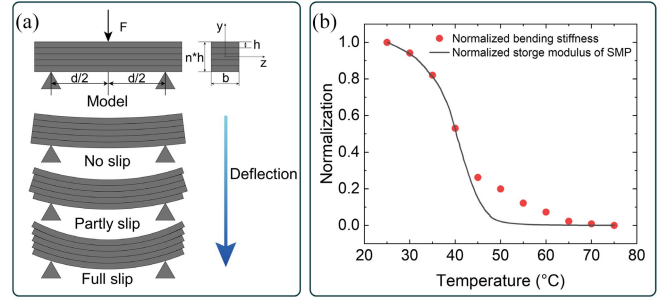 (a)
F
y
h
n*h
z
d/2
d/2
b
Model
No slip
Partly slip
Full slip
Deflection
(b)
Normalized bending stiffness
Normalized storge modulus of SMP
Normalization
1.0
0.8
0.6
0.4
0.2
0.0
20 30 40 50 60 70 80
Temperature (°C)